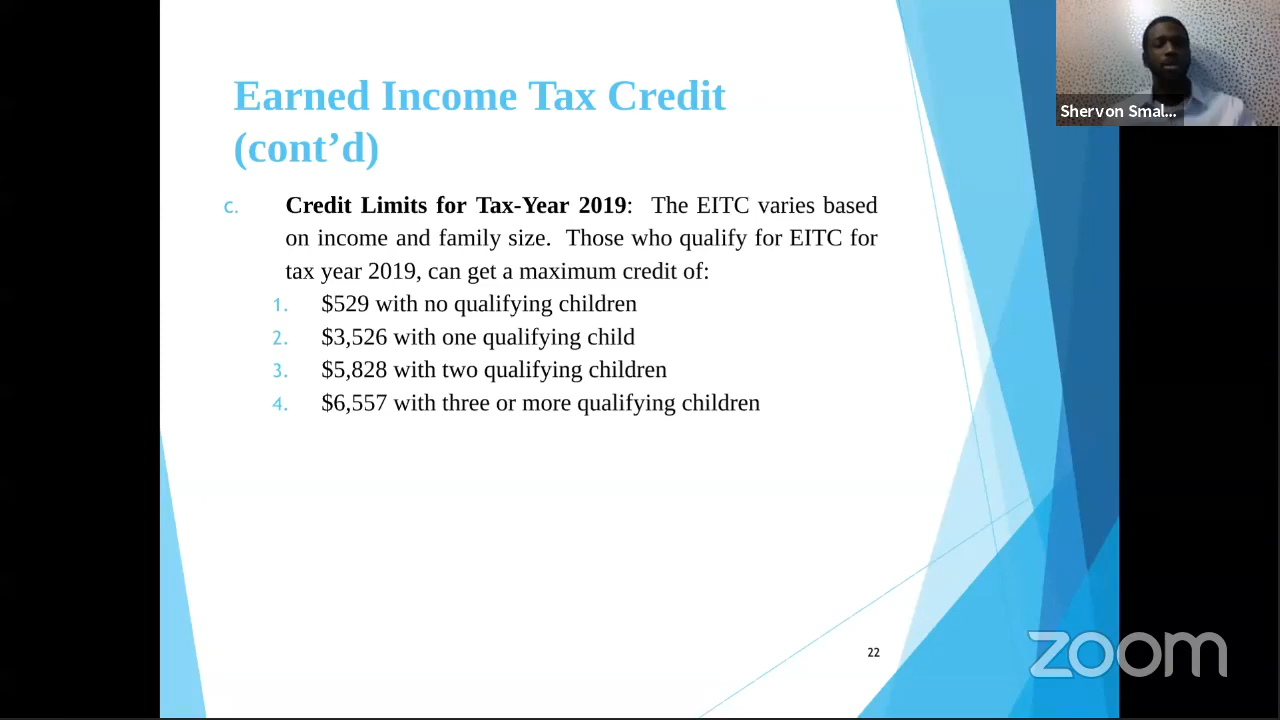 Earned Income Tax Credit
(cont’d)
c. Credit Limits for Tax-Year 2019: The EITC varies based
on income and family size. Those who qualify for EITC for
tax year 2019, can get a maximum credit of:
1. $529 with no qualifying children
2. $3,526 with one qualifying child
3. $5,828 with two qualifying children
4. $6,557 with three or more qualifying children
22
Shervon Smal...
zoom